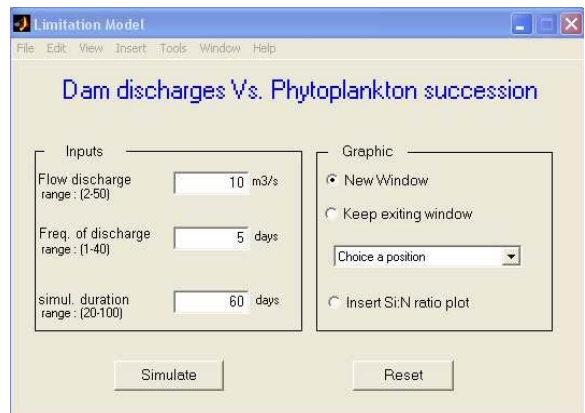 Limitation Model
File Edit View Insert Tools Window Help
Dam discharges Vs. Phytoplankton succession
Inputs
Flow discharge
range : (2-50)
10 m3/s
Freq. of discharge
range : (1-40)
5 days
simul. duration
range : (20-100)
60 days
Graphic
New Window
Keep exiting window
Choice a position
Insert Si:N ratio plot
Simulate
Reset